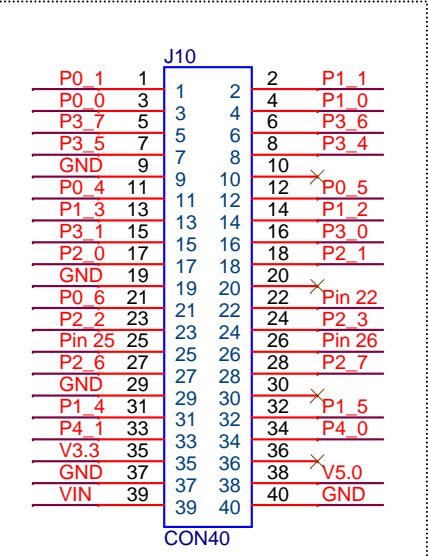 J10
P0_1 1 1 2 2 P1_1
P0_0 3 3 4 4 P1_0
P3_7 5 5 6 6 P3_6
P3_5 7 7 8 8 P3_4
GND 9 9 10 10
P0_4 11 11 12 12 P0_5
P1_3 13 13 14 14 P1_2
P3_1 15 15 16 16 P3_0
P2_0 17 17 18 18 P2_1
GND 19 19 20 20
P0_6 21 21 22 22 Pin 22
P2_2 23 23 24 24 P2_3
Pin 25 25 25 26 26 Pin 26
P2_6 27 27 28 28 P2_7
GND 29 29 30 30
P1_4 31 31 32 32 P1_5
P4_1 33 33 34 34 P4_0
V3.3 35 35 36 36
GND 37 37 38 38 V5.0
VIN 39 39 40 40 GND
CON40